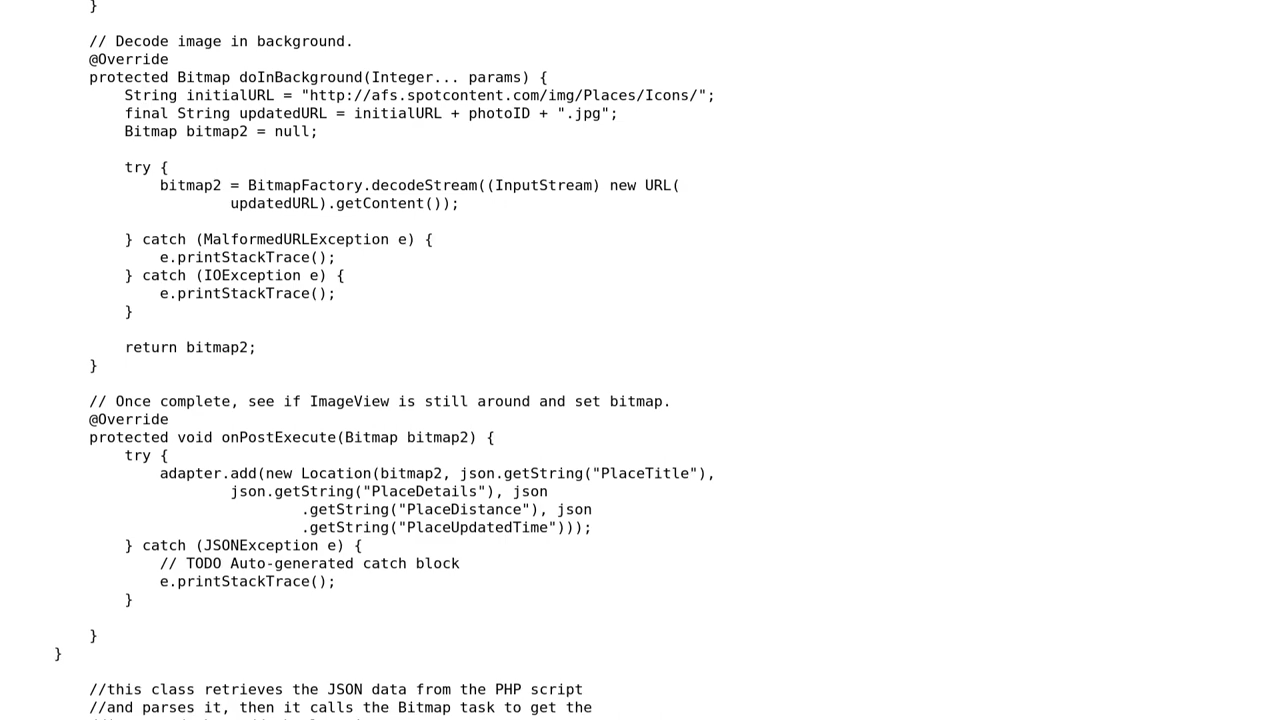 }

// Decode image in background.
@Override
protected Bitmap doInBackground(Integer... params) {
String initialURL = "http://afs.spotcontent.com/img/Places/Icons/";
final String updatedURL = initialURL + photoID + ".jpg";
Bitmap bitmap2 = null;

try {
bitmap2 = BitmapFactory.decodeStream((InputStream) new URL(
updatedURL).getContent());

} catch (MalformedURLException e) {
e.printStackTrace();
} catch (IOException e) {
e.printStackTrace();
}

return bitmap2;
}

// Once complete, see if ImageView is still around and set bitmap.
@Override
protected void onPostExecute(Bitmap bitmap2) {
try {
adapter.add(new Location(bitmap2, json.getString("PlaceTitle"),
json.getString("PlaceDetails"), json
.getString("PlaceDistance"), json
.getString("PlaceUpdatedTime")));
} catch (JSONException e) {
// TODO Auto-generated catch block
e.printStackTrace();
}

}
}

//this class retrieves the JSON data from the PHP script
//and parses it, then it calls the Bitmap task to get the